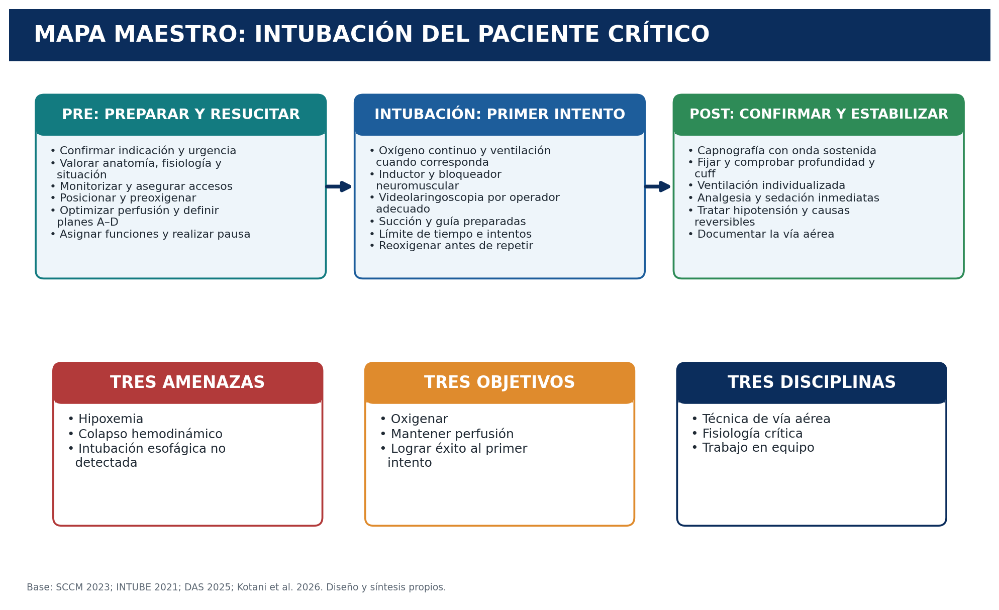 MAPA MAESTRO: INTUBACIÓN DEL PACIENTE CRÍTICO
PRE: PREPARAR Y RESUCITAR
• Confirmar indicación y urgencia
• Valorar anatomía, fisiología y
situación
• Monitorizar y asegurar accesos
• Posicionar y preoxigenar
• Optimizar perfusión y definir
planes A–D
• Asignar funciones y realizar pausa
INTUBACIÓN: PRIMER INTENTO
• Oxígeno continuo y ventilación
cuando corresponda
• Inductor y bloqueador
neuromuscular
• Videolaringoscopia por operador
adecuado
• Succión y guía preparadas
• Límite de tiempo e intentos
• Reoxigenar antes de repetir
POST: CONFIRMAR Y ESTABILIZAR
• Capnografía con onda sostenida
• Fijar y comprobar profundidad y
cuff
• Ventilación individualizada
• Analgesia y sedación inmediatas
• Tratar hipotensión y causas
reversibles
• Documentar la vía aérea
TRES AMENAZAS
• Hipoxemia
• Colapso hemodinámico
• Intubación esofágica no
detectada
TRES OBJETIVOS
• Oxigenar
• Mantener perfusión
• Lograr éxito al primer
intento
TRES DISCIPLINAS
• Técnica de vía aérea
• Fisiología crítica
• Trabajo en equipo
Base: SCCM 2023; INTUBE 2021; DAS 2025; Kotani et al. 2026. Diseño y síntesis propios.